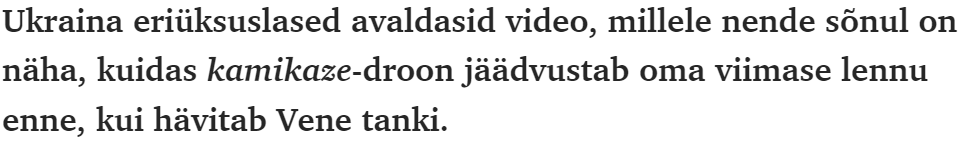 Ukraina eriüksuslased avaldasid video, millele nende sõnul on
näha, kuidas kamikaze-droon jäädvustab oma viimase lennu
enne, kui hävitab Vene tanki.